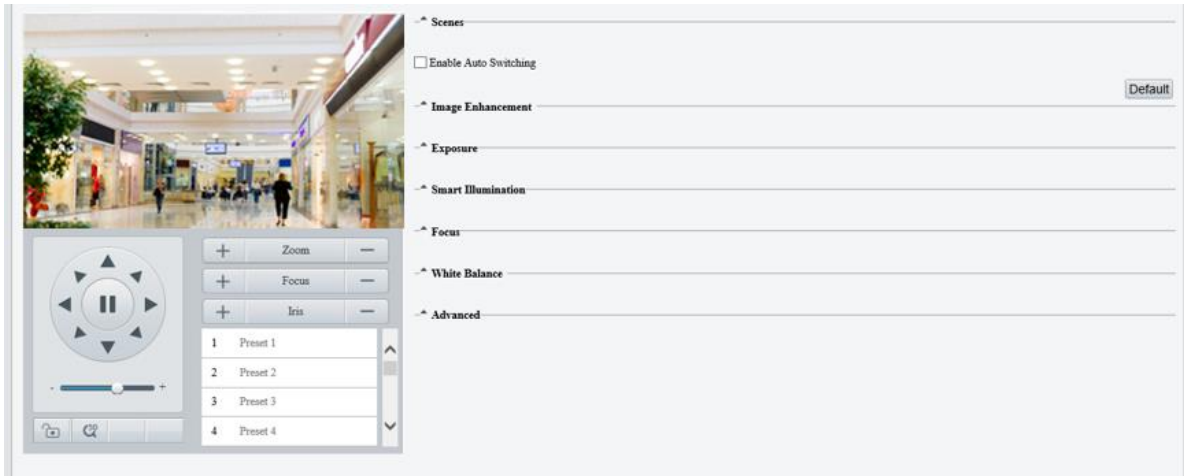 Scenes
Enable Auto Switching
Default
Image Enhancement
Exposure
Smart Illumination
Focus
White Balance
Advanced
+ Zoom −
+ Focus −
+ Iris −
1 Preset 1
2 Preset 2
3 Preset 3
4 Preset 4
- +
3D